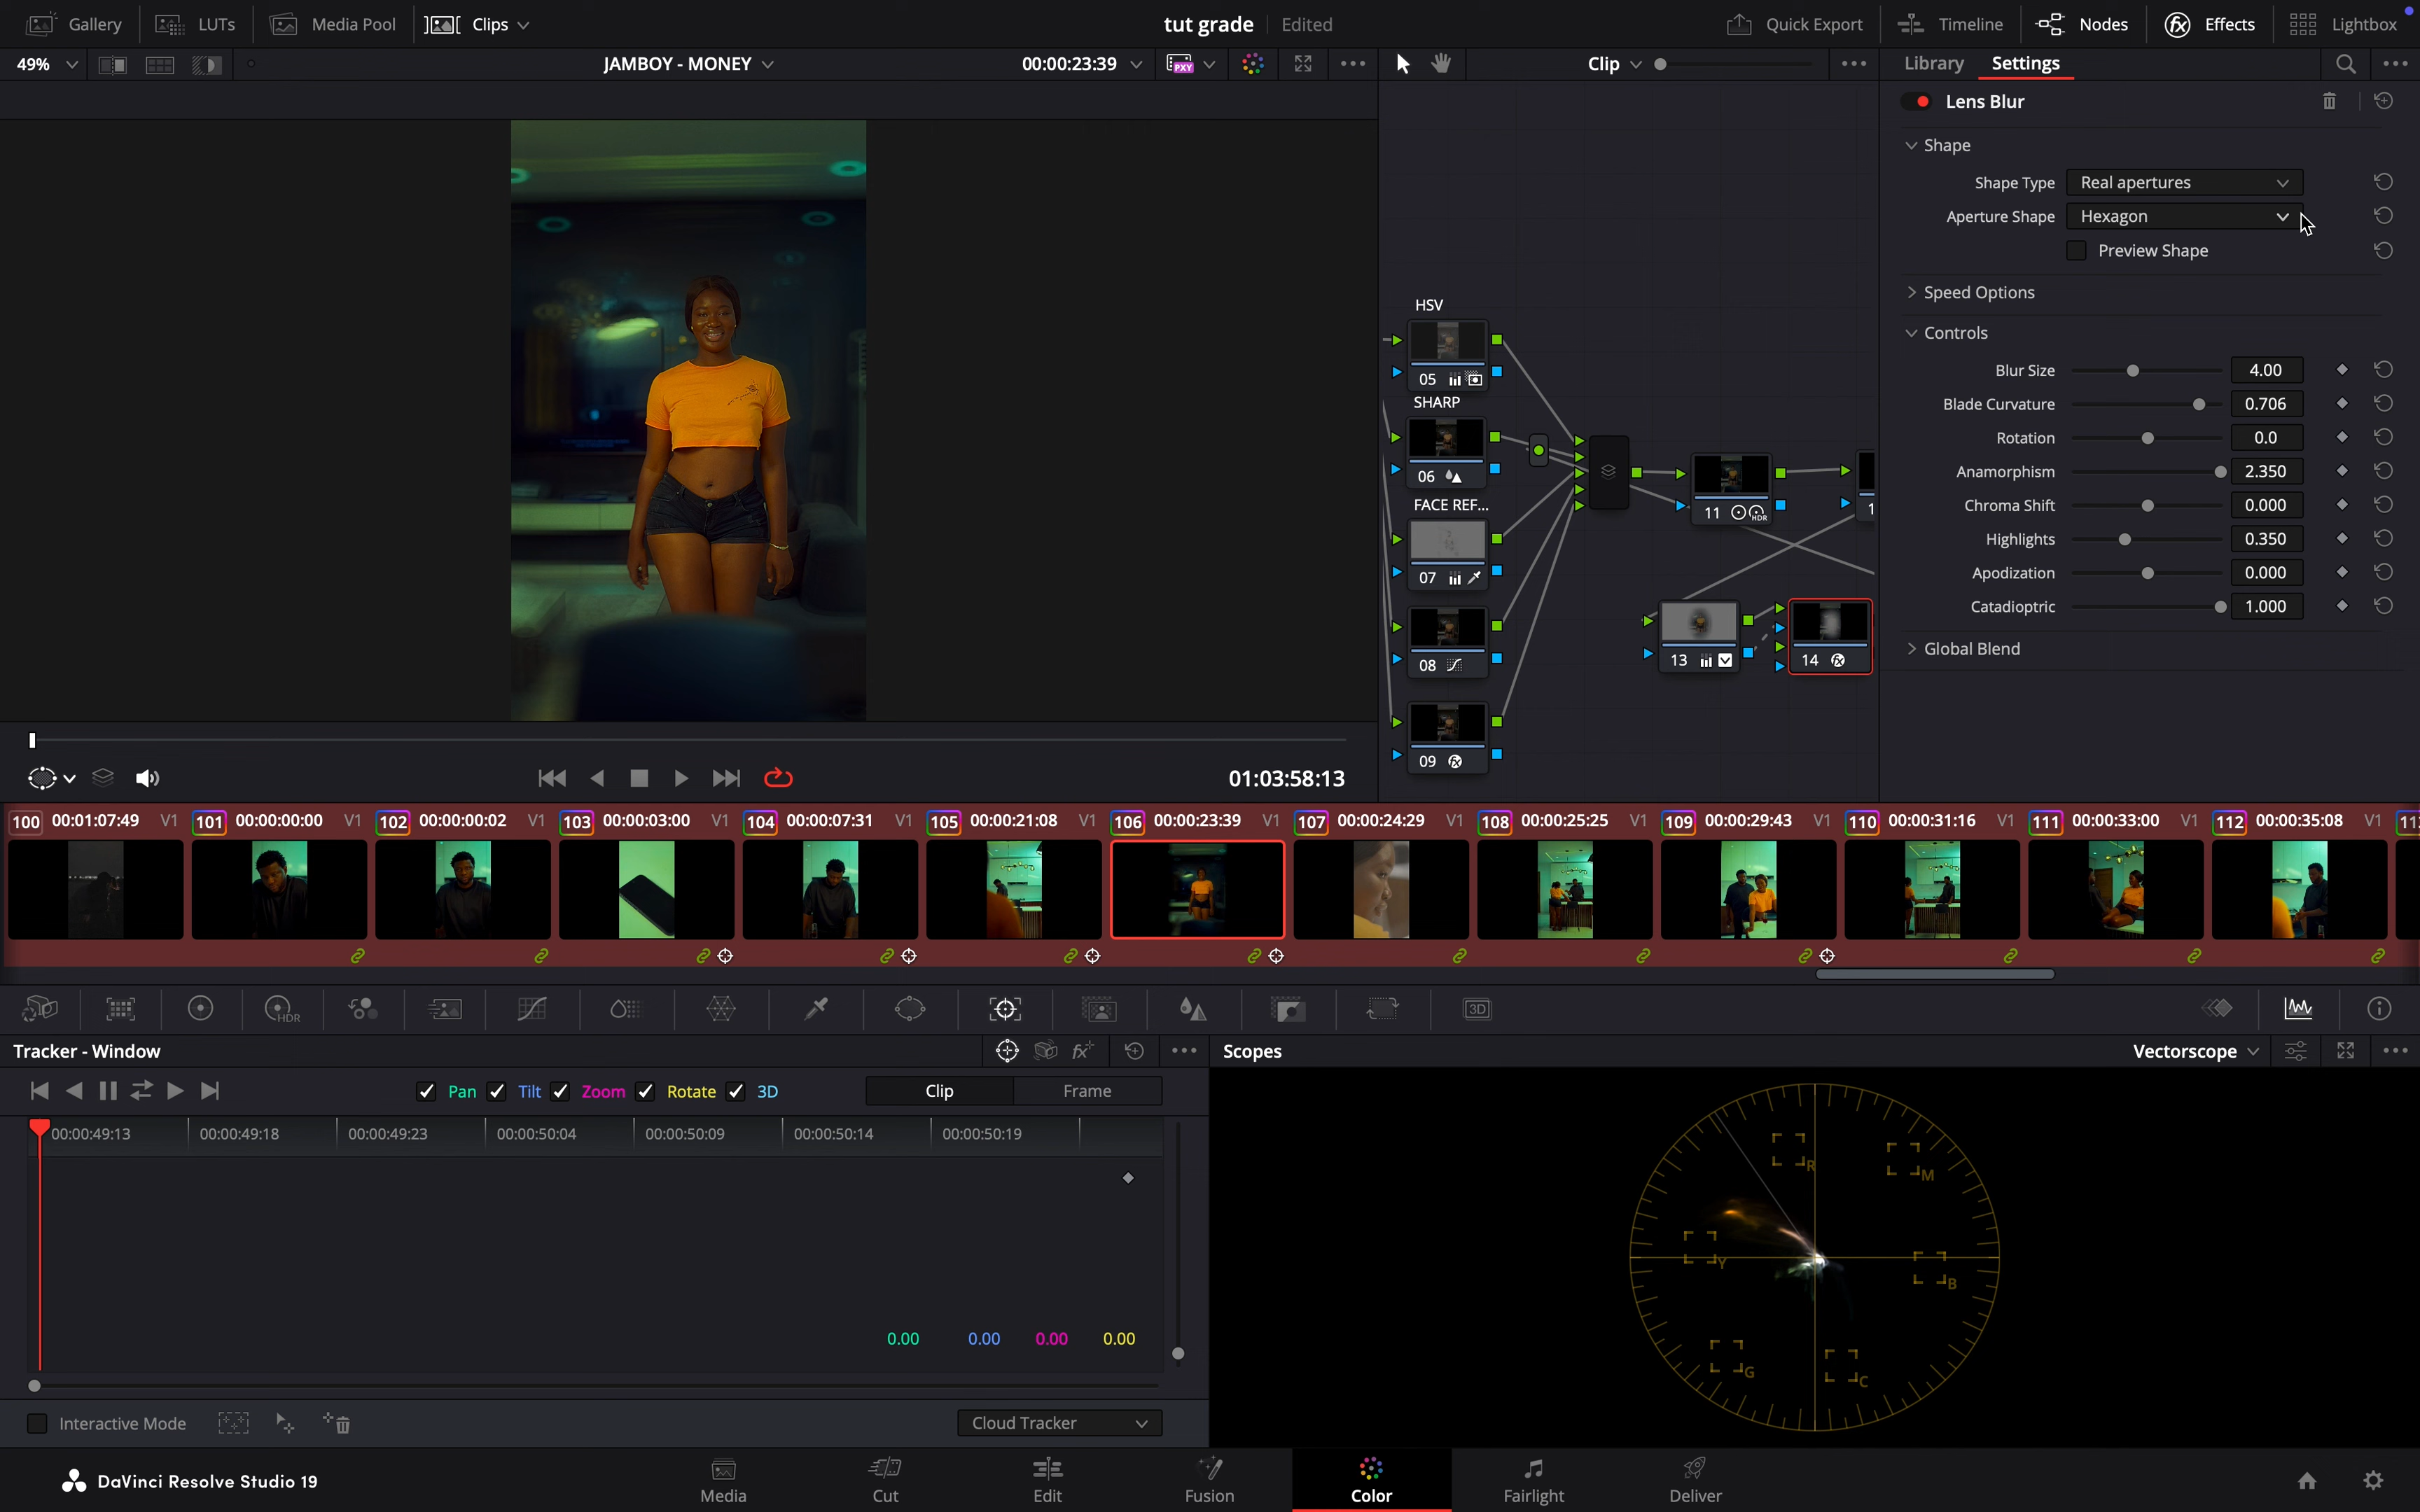 Gallery LUTs Media Pool Clips tut grade Edited Quick Export Timeline Nodes Effects Lightbox
49% JAMBOY - MONEY 00:00:23:39 PXY Clip Library Settings
Lens Blur
Shape
Shape Type Real apertures
Aperture Shape Hexagon
Preview Shape
Speed Options
Controls
Blur Size 4.00
Blade Curvature 0.706
Rotation 0.0
Anamorphism 2.350
Chroma Shift 0.000
Highlights 0.350
Apodization 0.000
Catadioptric 1.000
Global Blend
HSV
05
SHARP
06
FACE REF...
07
08
09
11 HDR
1
13
14
01:03:58:13
100 00:01:07:49 V1 101 00:00:00:00 V1 102 00:00:00:02 V1 103 00:00:03:00 V1 104 00:00:07:31 V1 105 00:00:21:08 V1 106 00:00:23:39 V1 107 00:00:24:29 V1 108 00:00:25:25 V1 109 00:00:29:43 V1 110 00:00:31:16 V1 111 00:00:33:00 V1 112 00:00:35:08 V1
HDR 3D
Tracker - Window Scopes Vectorscope
Pan Tilt Zoom Rotate 3D Clip Frame
00:00:49:13 00:00:49:18 00:00:49:23 00:00:50:04 00:00:50:09 00:00:50:14 00:00:50:19
R M
Y B
G C
0.00 0.00 0.00 0.00
Interactive Mode Cloud Tracker
DaVinci Resolve Studio 19 Media Cut Edit Fusion Color Fairlight Deliver